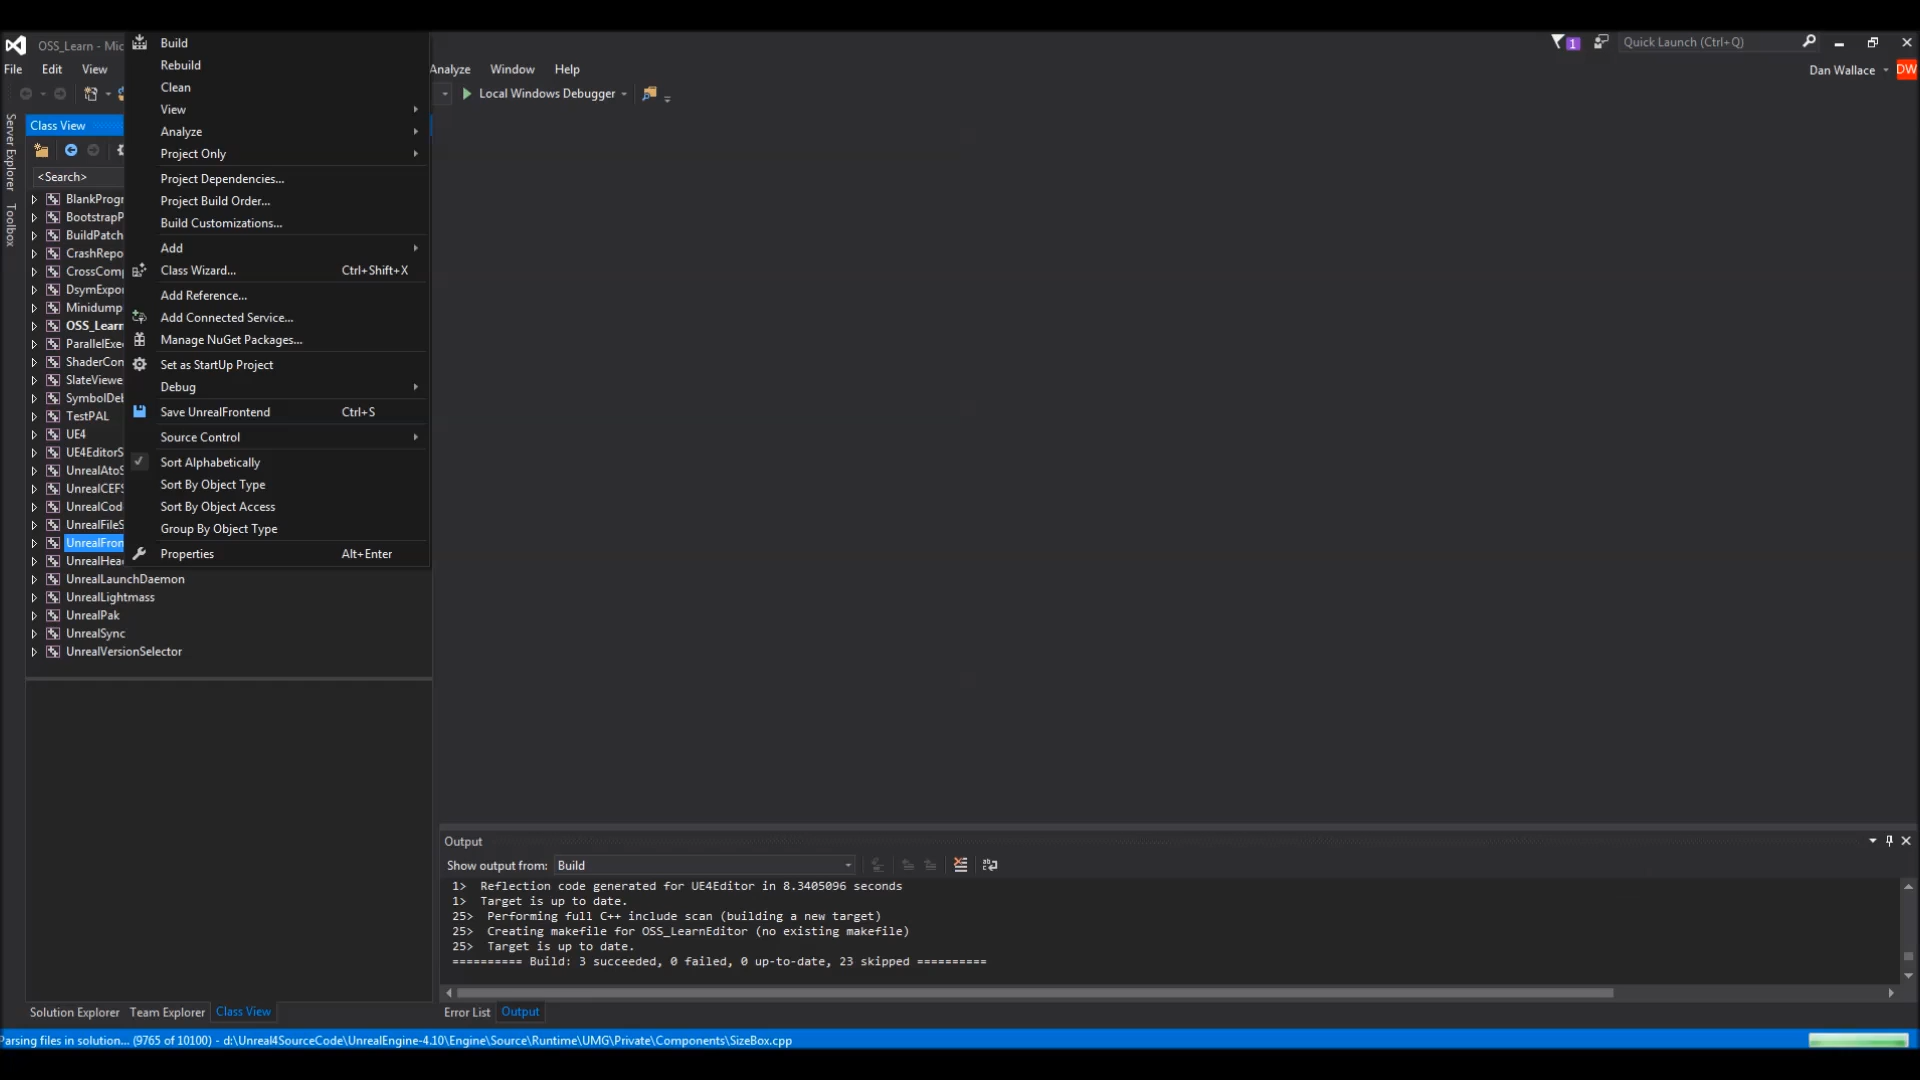 OSS_Learn - Mic
1
Quick Launch (Ctrl+Q)
File Edit View Analyze Window Help
Dan Wallace DW
Local Windows Debugger
Server Explorer
Toolbox
Class View
<Search>
BlankProgr
BootstrapP
BuildPatch
CrashRepo
CrossComp
DsymExpor
Minidump
OSS_Learn
ParallelExec
ShaderCon
SlateViewe
SymbolDeb
TestPAL
UE4
UE4EditorS
UnrealAtoS
UnrealCEFS
UnrealCod
UnrealFileS
UnrealFron
UnrealHea
UnrealLaunchDaemon
UnrealLightmass
UnrealPak
UnrealSync
UnrealVersionSelector
Build
Rebuild
Clean
View
Analyze
Project Only
Project Dependencies...
Project Build Order...
Build Customizations...
Add
Class Wizard... Ctrl+Shift+X
Add Reference...
Add Connected Service...
Manage NuGet Packages...
Set as StartUp Project
Debug
Save UnrealFrontend Ctrl+S
Source Control
Sort Alphabetically
Sort By Object Type
Sort By Object Access
Group By Object Type
Properties Alt+Enter
Output
Show output from: Build
1> Reflection code generated for UE4Editor in 8.3405096 seconds
1> Target is up to date.
25> Performing full C++ include scan (building a new target)
25> Creating makefile for OSS_LearnEditor (no existing makefile)
25> Target is up to date.
========== Build: 3 succeeded, 0 failed, 0 up-to-date, 23 skipped ==========
Solution Explorer Team Explorer Class View
Error List Output
Parsing files in solution... (9765 of 10100) - d:\Unreal4SourceCode\UnrealEngine-4.10\Engine\Source\Runtime\UMG\Private\Components\SizeBox.cpp